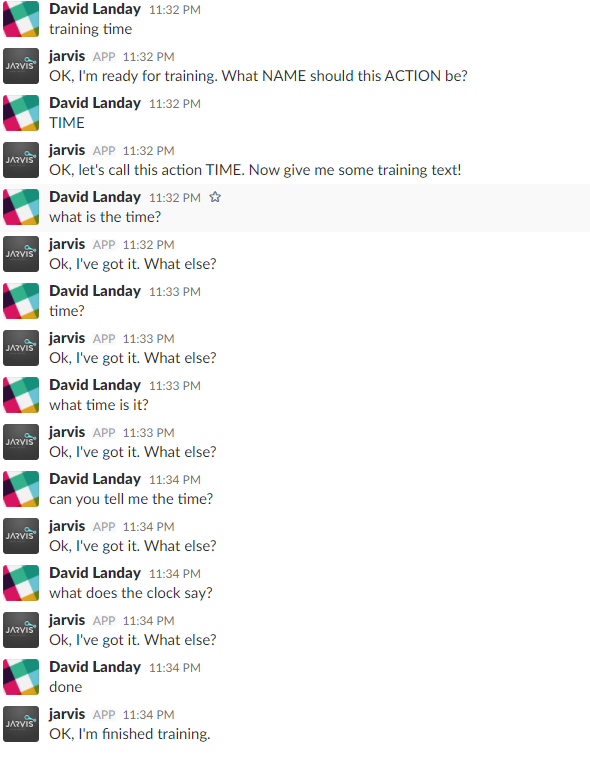 David Landay 11:32 PM
training time
jarvis APP 11:32 PM
OK, I'm ready for training. What NAME should this ACTION be?
David Landay 11:32 PM
TIME
jarvis APP 11:32 PM
OK, let's call this action TIME. Now give me some training text!
David Landay 11:32 PM
what is the time?
jarvis APP 11:32 PM
Ok, I've got it. What else?
David Landay 11:33 PM
time?
jarvis APP 11:33 PM
Ok, I've got it. What else?
David Landay 11:33 PM
what time is it?
jarvis APP 11:33 PM
Ok, I've got it. What else?
David Landay 11:34 PM
can you tell me the time?
jarvis APP 11:34 PM
Ok, I've got it. What else?
David Landay 11:34 PM
what does the clock say?
jarvis APP 11:34 PM
Ok, I've got it. What else?
David Landay 11:34 PM
done
jarvis APP 11:34 PM
OK, I'm finished training.